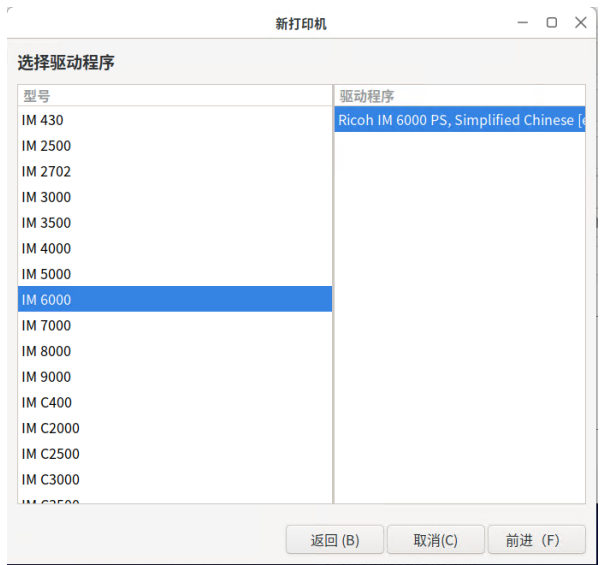 新打印机
选择驱动程序
型号
驱动程序
IM 430
Ricoh IM 6000 PS, Simplified Chinese [e
IM 2500
IM 2702
IM 3000
IM 3500
IM 4000
IM 5000
IM 6000
IM 7000
IM 8000
IM 9000
IM C400
IM C2000
IM C2500
IM C3000
返回 (B)
取消(C)
前进（F）